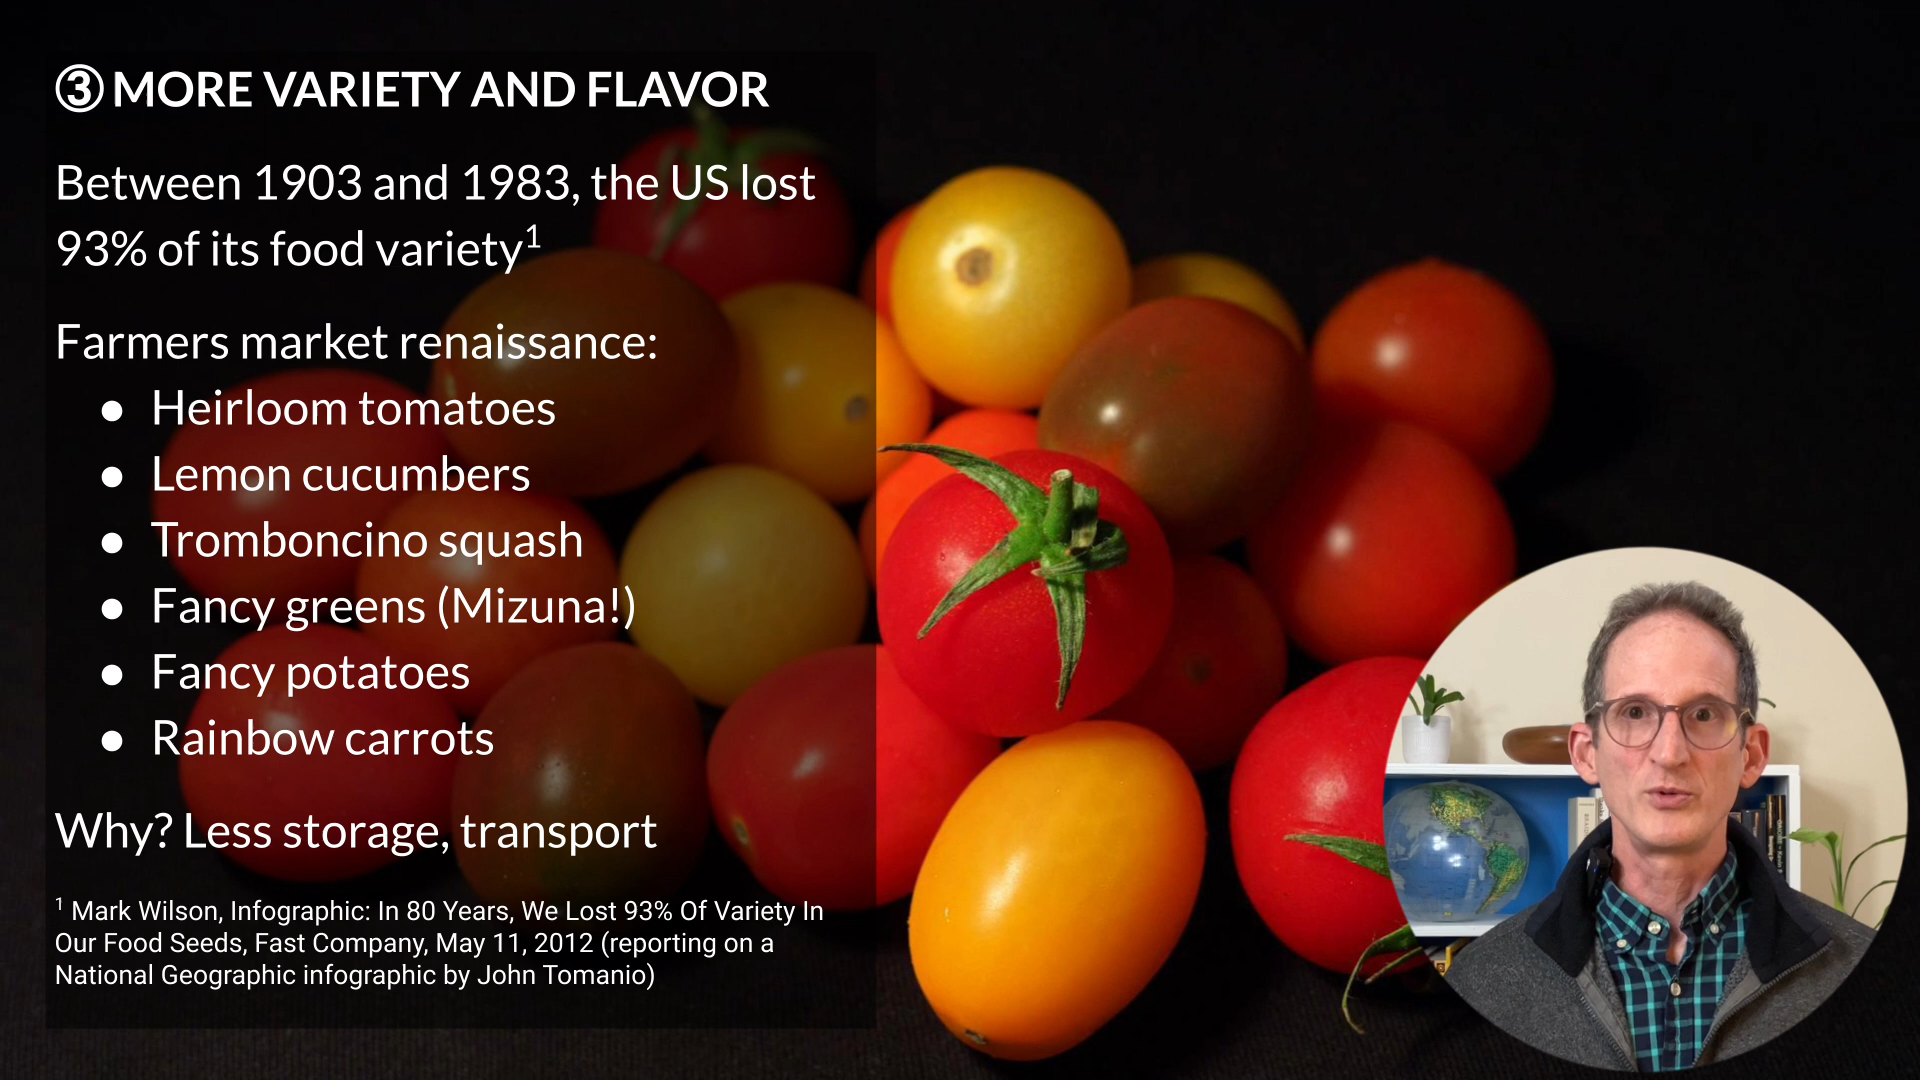 ③ MORE VARIETY AND FLAVOR
Between 1903 and 1983, the US lost
93% of its food variety¹
Farmers market renaissance:
● Heirloom tomatoes
● Lemon cucumbers
● Tromboncino squash
● Fancy greens (Mizuna!)
● Fancy potatoes
● Rainbow carrots
Why? Less storage, transport
¹ Mark Wilson, Infographic: In 80 Years, We Lost 93% Of Variety In
Our Food Seeds, Fast Company, May 11, 2012 (reporting on a
National Geographic infographic by John Tomanio)